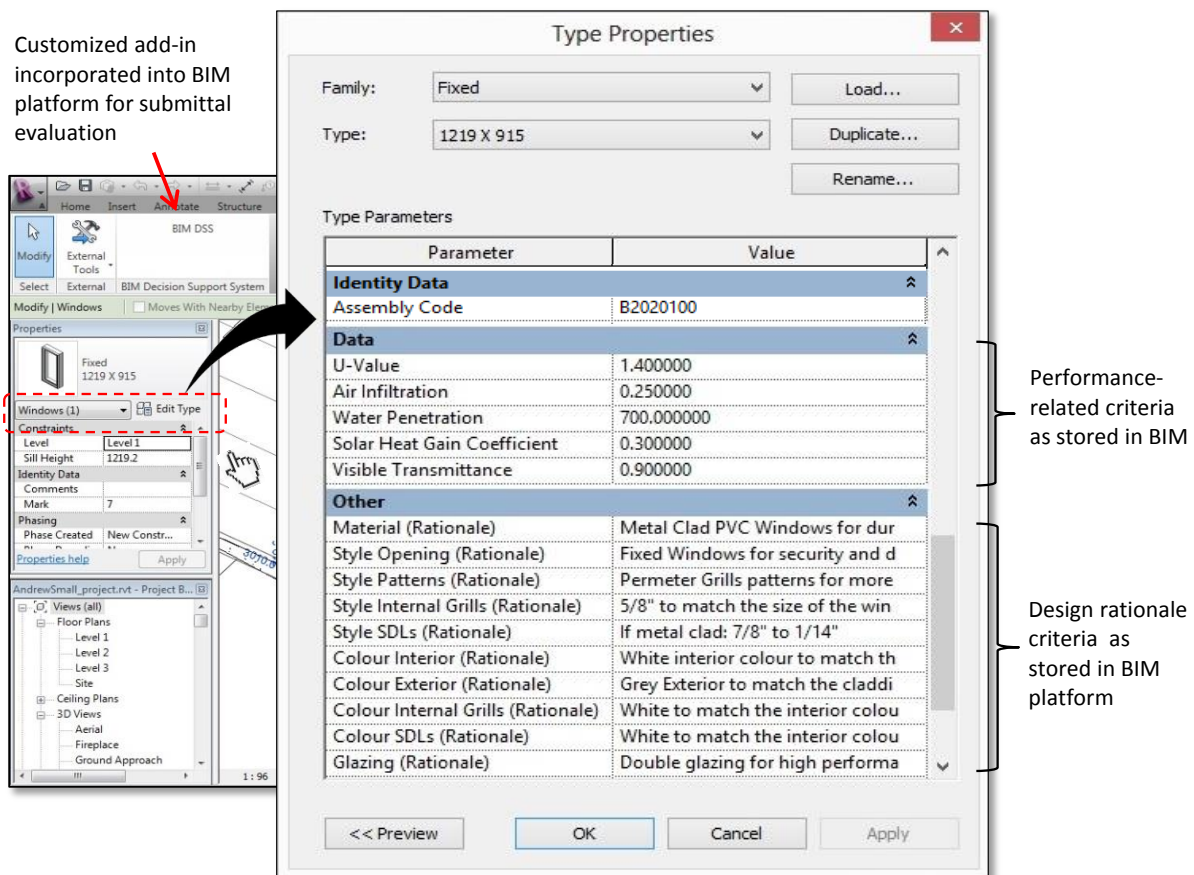 Customized add-in
incorporated into BIM
platform for submittal
evaluation
Home Insert Annotate Structure
Modify
External
Tools
BIM DSS
Select External BIM Decision Support System
Modify | Windows Moves With Nearby
Properties
Fixed
1219 X 915
Windows (1) Edit Type
Constraints
Level Level 1
Sill Height 1219.2
Identity Data
Comments
Mark 7
Phasing
Phase Created New Constr...
Properties help Apply
AndrewSmall_project.rvt - Project B...
Views (all)
Floor Plans
Level 1
Level 2
Level 3
Site
Ceiling Plans
3D Views
Aerial
Fireplace
Ground Approach
1 : 96
Type Properties
Family: Fixed Load...
Type: 1219 X 915 Duplicate...
Rename...
Type Parameters
Parameter Value
Identity Data
Assembly Code B2020100
Data
U-Value 1.400000
Air Infiltration 0.250000
Water Penetration 700.000000
Solar Heat Gain Coefficient 0.300000
Visible Transmittance 0.900000
Other
Material (Rationale) Metal Clad PVC Windows for dur
Style Opening (Rationale) Fixed Windows for security and d
Style Patterns (Rationale) Permeter Grills patterns for more
Style Internal Grills (Rationale) 5/8" to match the size of the win
Style SDLs (Rationale) If metal clad: 7/8" to 1/14"
Colour Interior (Rationale) White interior colour to match th
Colour Exterior (Rationale) Grey Exterior to match the claddi
Colour Internal Grills (Rationale) White to match the interior colou
Colour SDLs (Rationale) White to match the interior colou
Glazing (Rationale) Double glazing for high performa
<< Preview OK Cancel Apply
Performance-
related criteria
as stored in BIM
Design rationale
criteria as
stored in BIM
platform